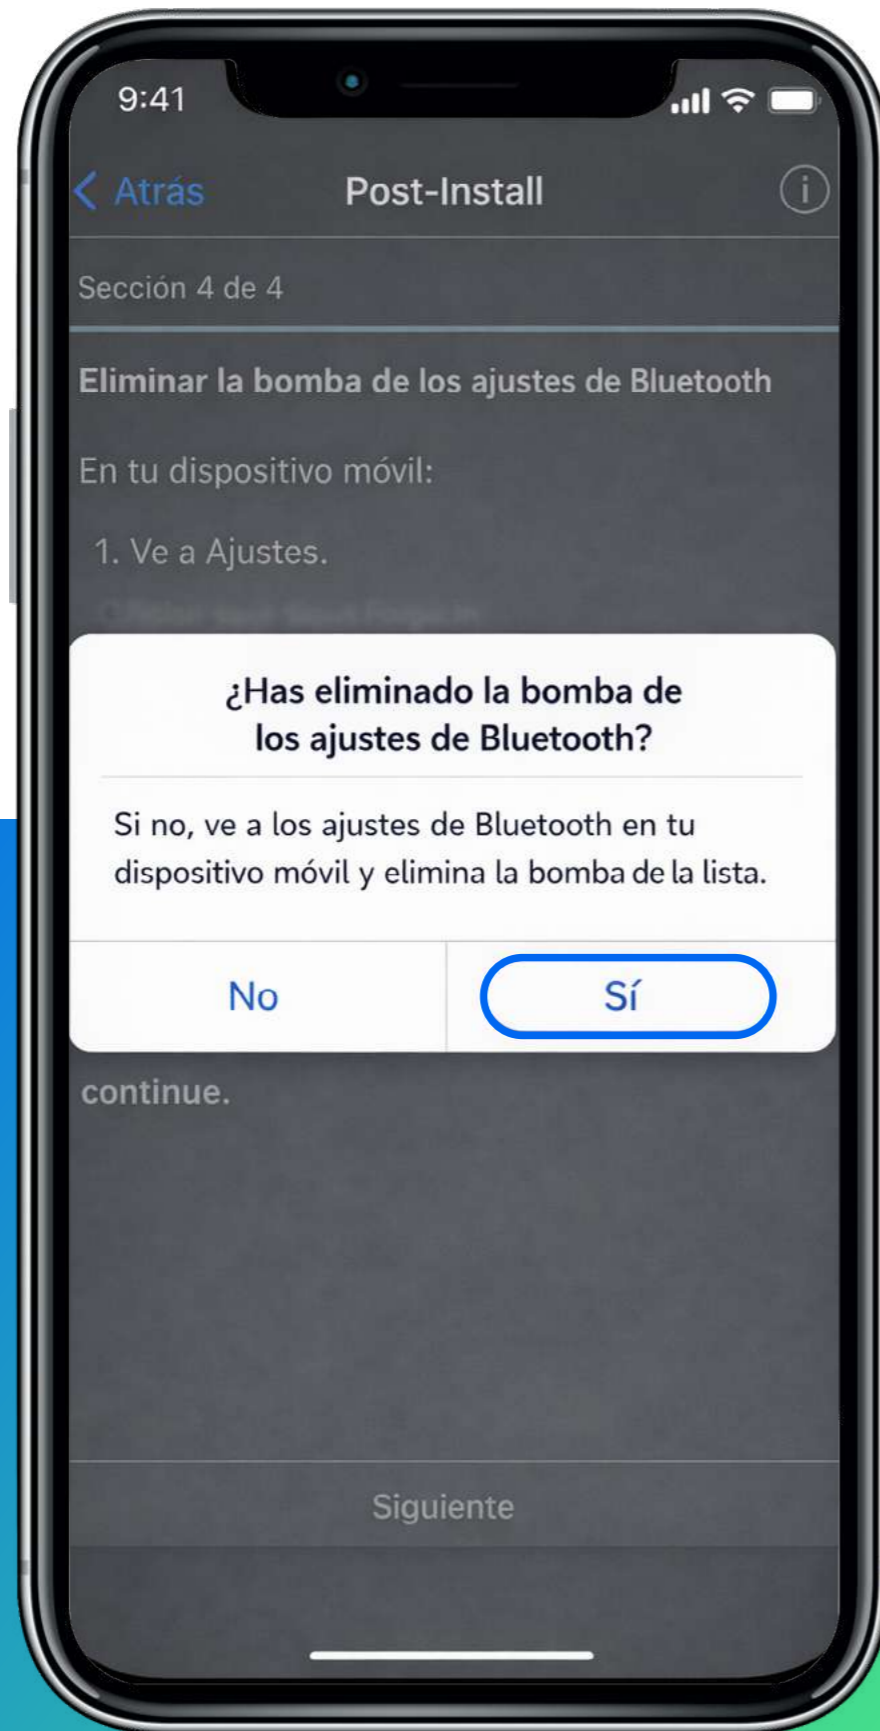 9:41
Atrás
Post-Install
Sección 4 de 4
Eliminar la bomba de los ajustes de Bluetooth
En tu dispositivo móvil:
1. Ve a Ajustes.
¿Has eliminado la bomba de
los ajustes de Bluetooth?
Si no, ve a los ajustes de Bluetooth en tu
dispositivo móvil y elimina la bomba de la lista.
No
Sí
continue.
Siguiente